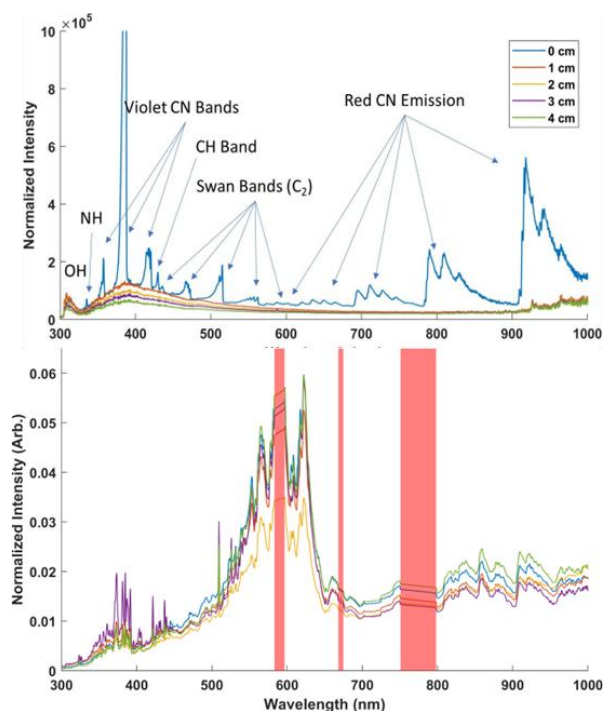 × 10⁵
10
8
6
4
2
0
Normalized Intensity
0 cm
1 cm
2 cm
3 cm
4 cm
Violet CN Bands
Red CN Emission
CH Band
Swan Bands (C₂)
NH
OH
300 400 500 600 700 800 900 1000
0.06
0.05
0.04
0.03
0.02
0.01
0
Normalized Intensity (Arb.)
300 400 500 600 700 800 900 1000
Wavelength (nm)